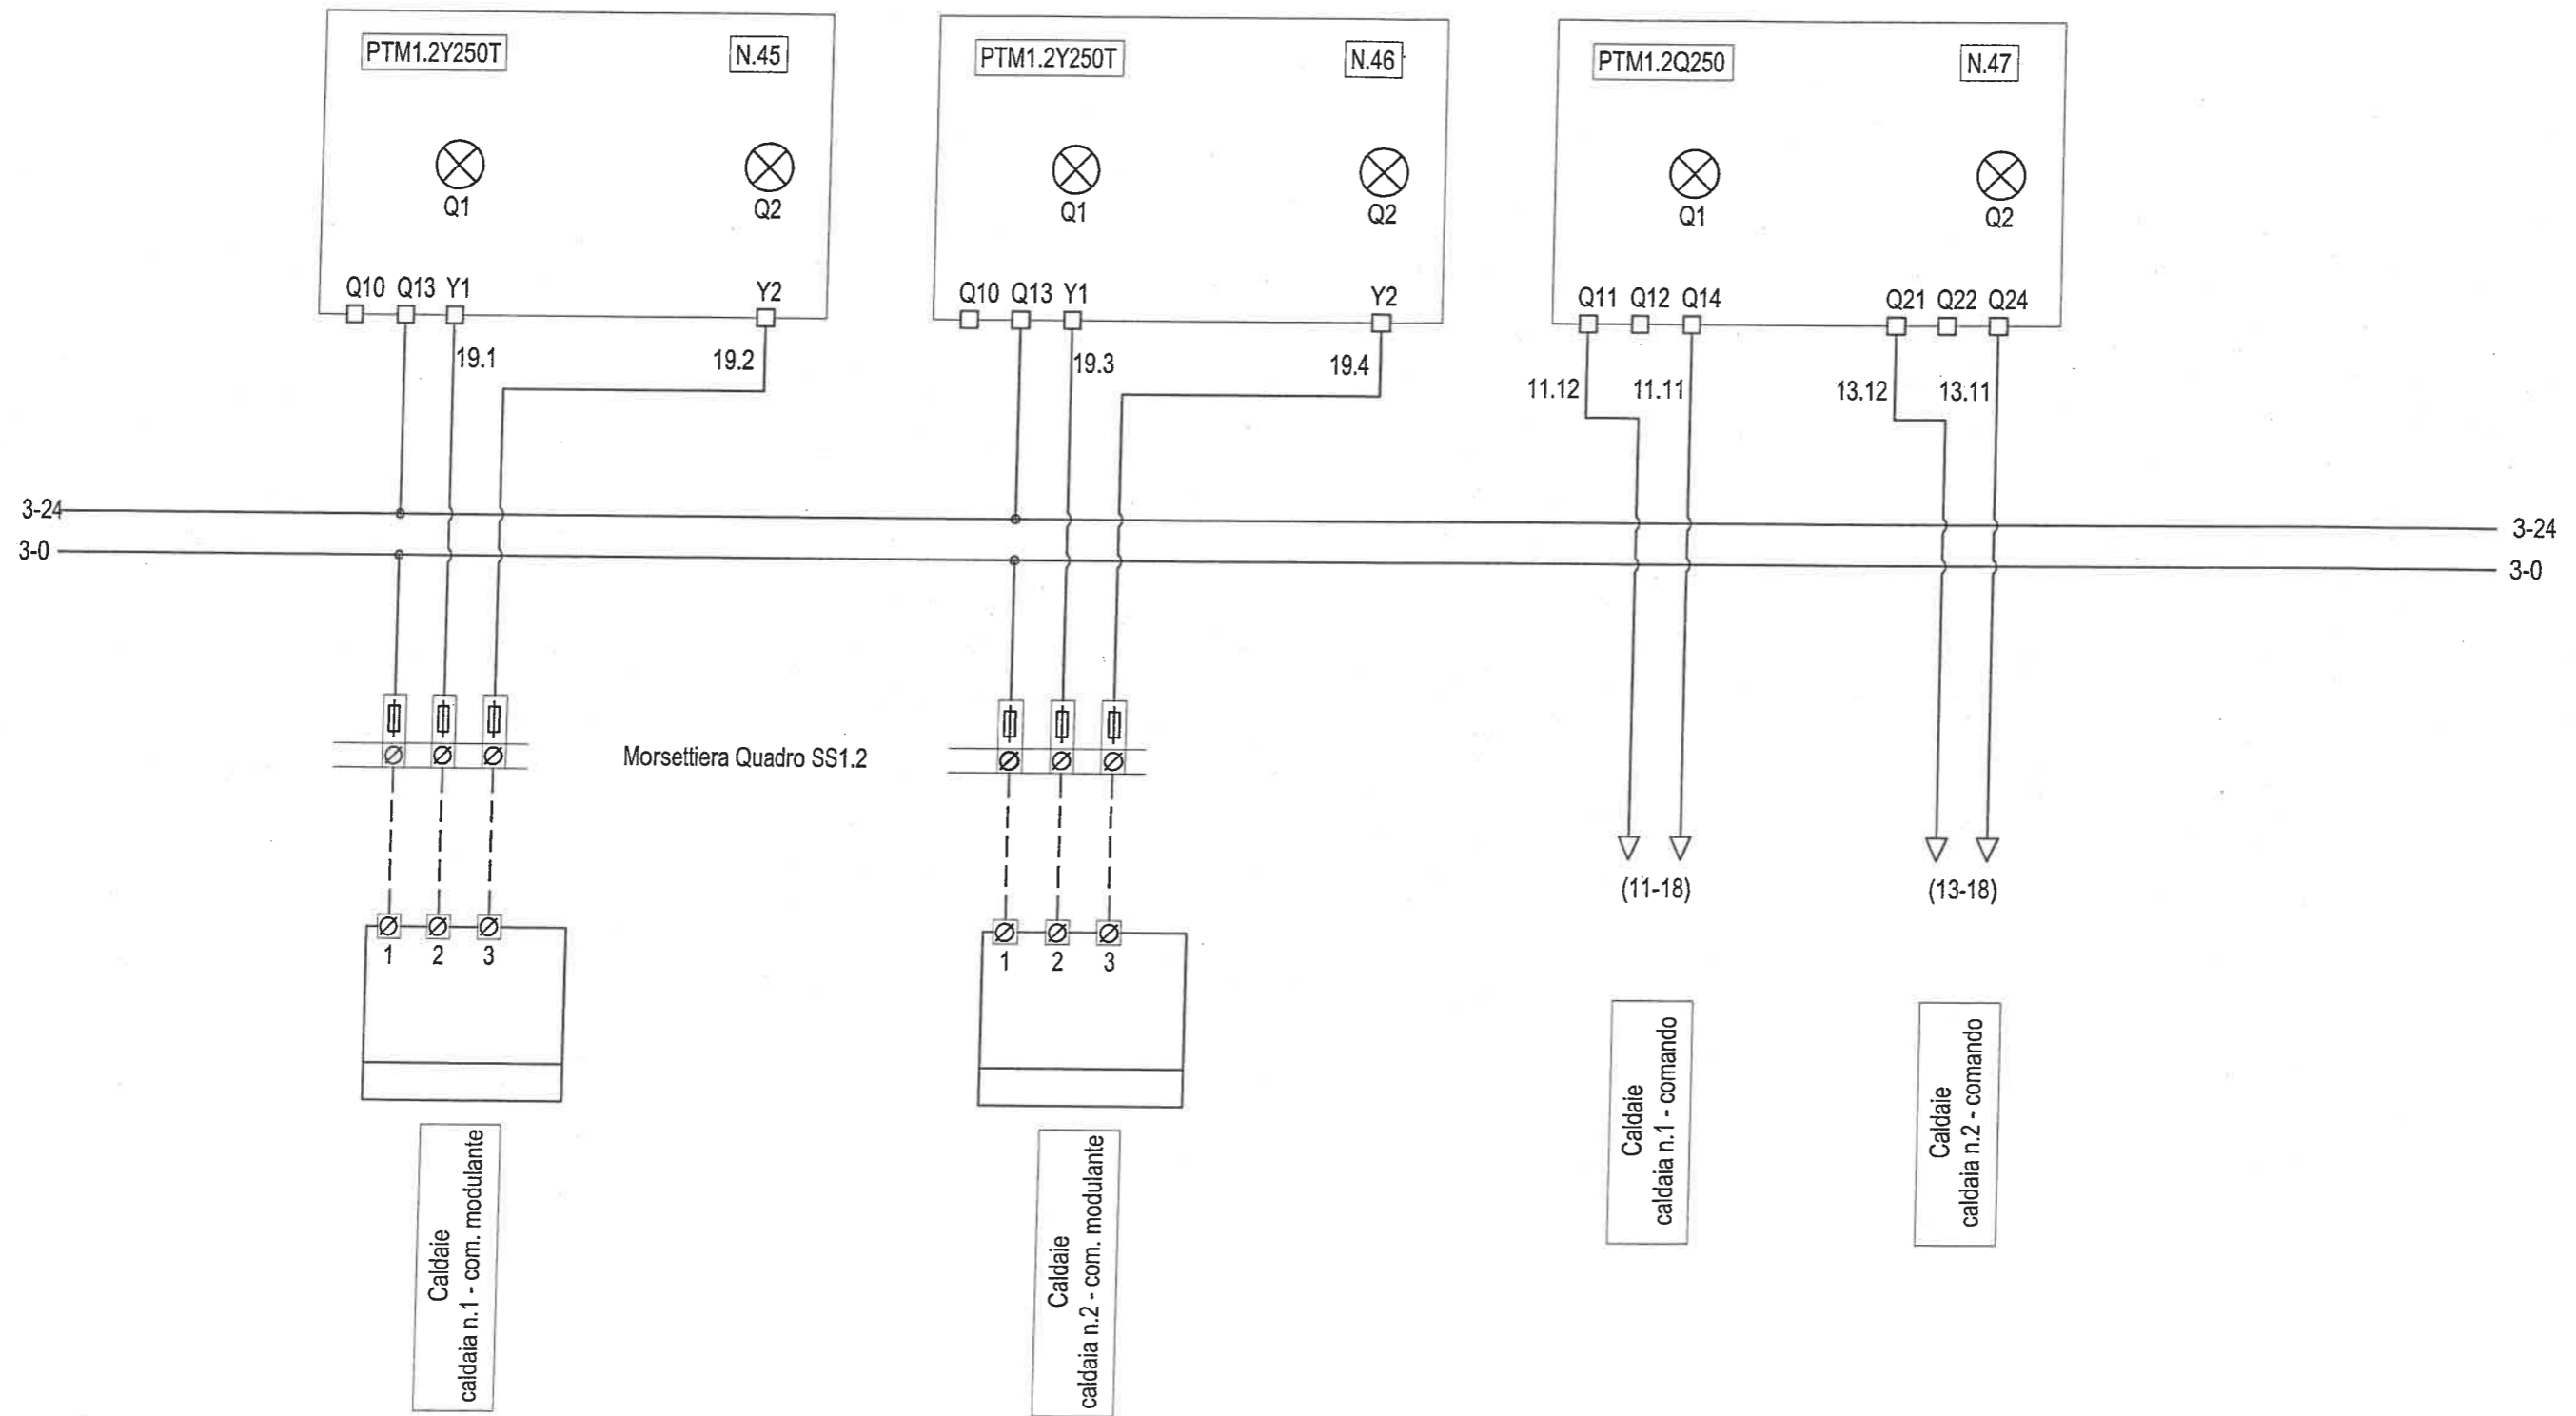 PTM1.2Y250T
N.45
Q1
Q2
Q10 Q13 Y1
Y2
19.1
19.2
PTM1.2Y250T
N.46
Q1
Q2
Q10 Q13 Y1
Y2
19.3
19.4
PTM1.2Q250
N.47
Q1
Q2
Q11 Q12 Q14
Q21 Q22 Q24
11.12
11.11
13.12
13.11
3-24
3-24
3-0
3-0
Morsettiera Quadro SS1.2
1 2 3
1 2 3
(11-18)
(13-18)
Caldaie
caldaia n.1 - com. modulante
Caldaie
caldaia n.2 - com. modulante
Caldaie
caldaia n.1 - comando
Caldaie
caldaia n.2 - comando